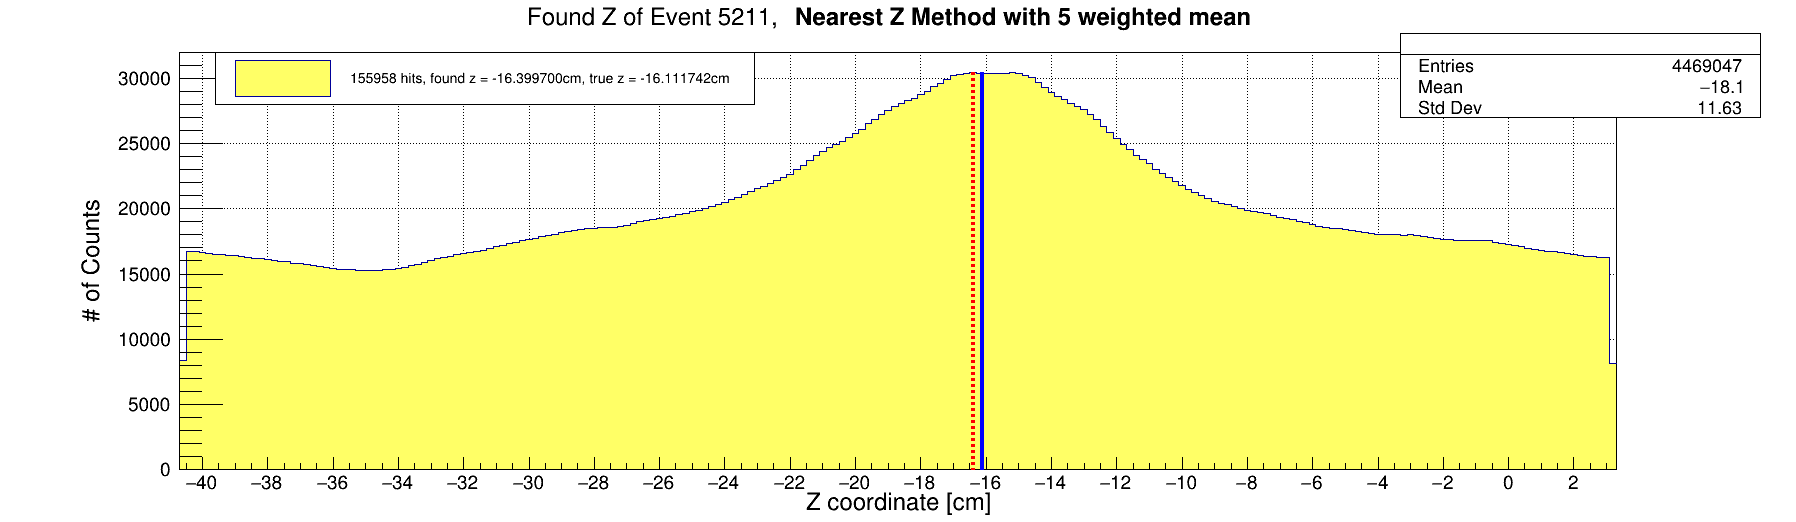 Found Z of Event 5211, Nearest Z Method with 5 weighted mean
155958 hits, found z = -16.399700cm, true z = -16.111742cm
Entries 4469047
Mean −18.1
Std Dev 11.63
# of Counts
30000
25000
20000
15000
10000
5000
0
−40 −38 −36 −34 −32 −30 −28 −26 −24 −22 −20 −18 −16 −14 −12 −10 −8 −6 −4 −2 0 2
Z coordinate [cm]